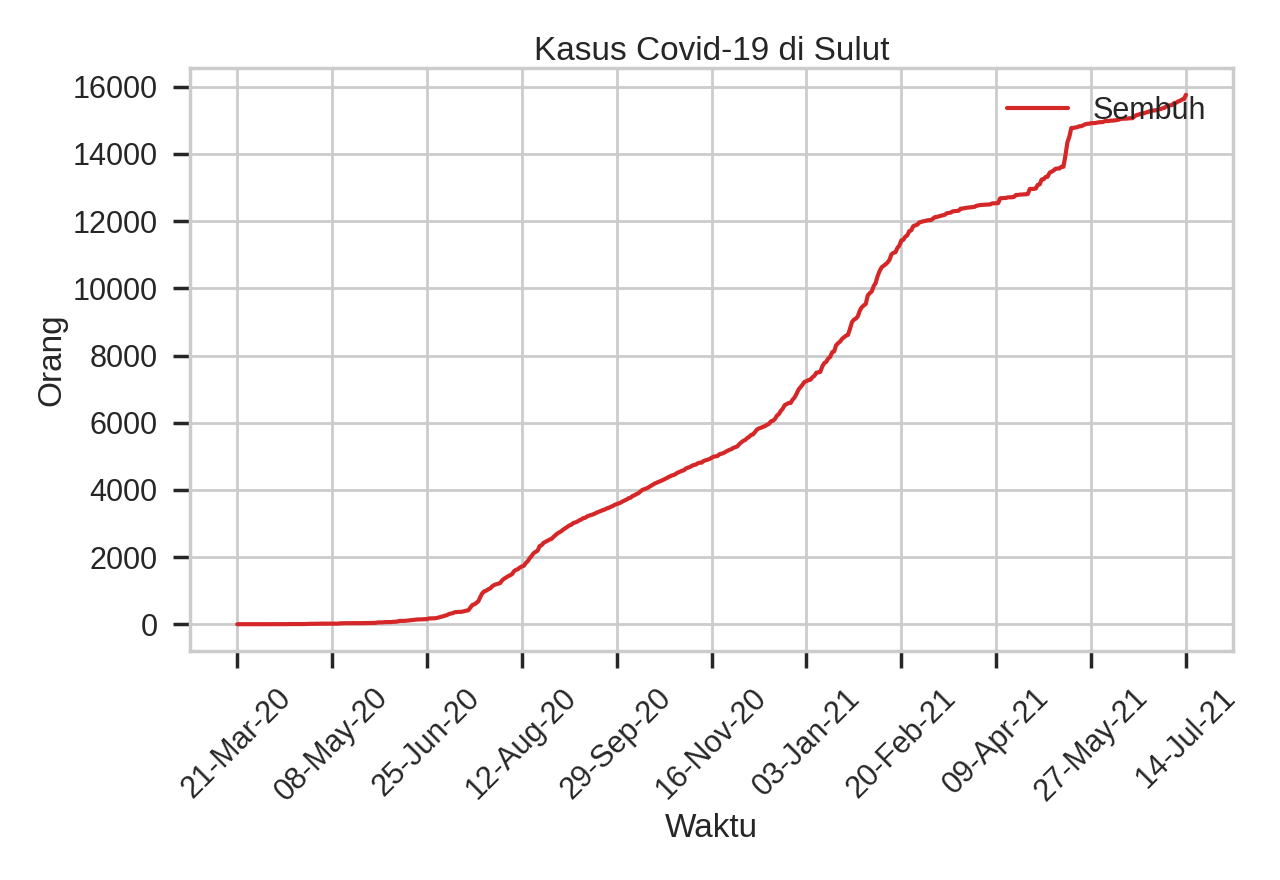 Kasus Covid-19 di Sulut
Sembuh
16000
14000
12000
10000
8000
6000
4000
2000
0
Orang
21-Mar-20
08-May-20
25-Jun-20
12-Aug-20
29-Sep-20
16-Nov-20
03-Jan-21
20-Feb-21
09-Apr-21
27-May-21
14-Jul-21
Waktu